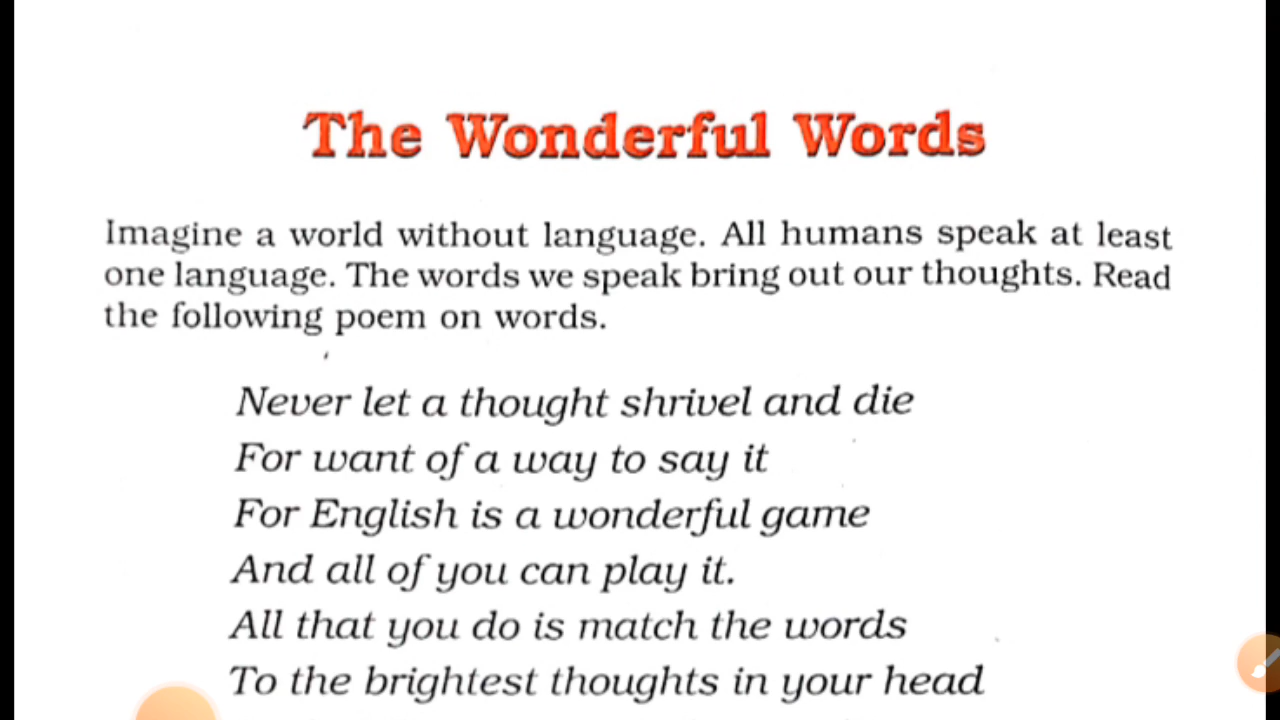 The Wonderful Words
Imagine a world without language. All humans speak at least
one language. The words we speak bring out our thoughts. Read
the following poem on words.
Never let a thought shrivel and die
For want of a way to say it
For English is a wonderful game
And all of you can play it.
All that you do is match the words
To the brightest thoughts in your head